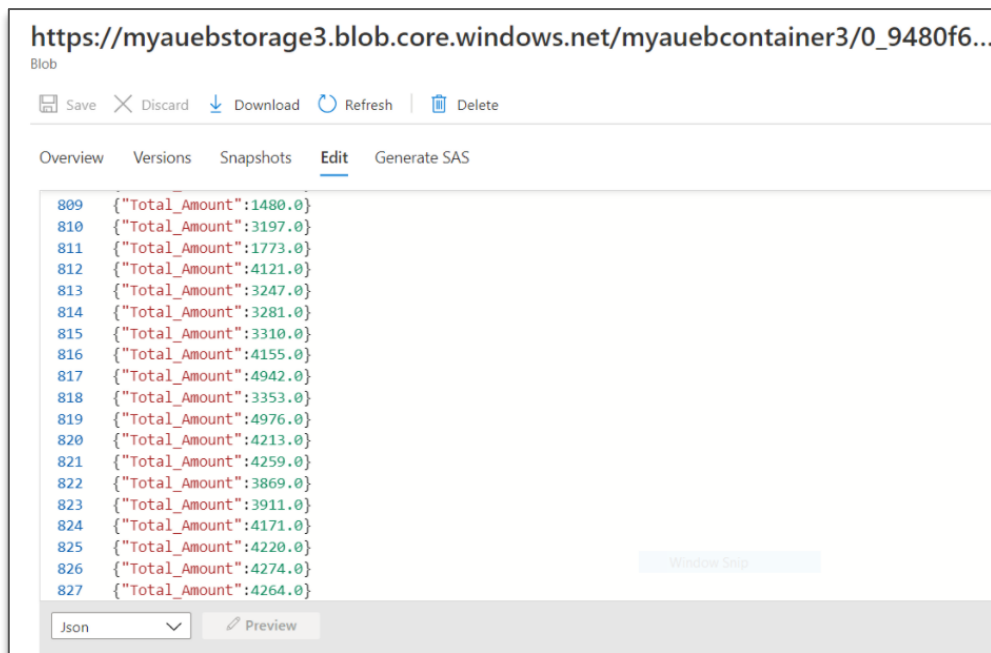 https://myauebstorage3.blob.core.windows.net/myauebcontainer3/0_9480f6...
Blob
Save Discard Download Refresh Delete
Overview Versions Snapshots Edit Generate SAS
809 {"Total_Amount":1480.0}
810 {"Total_Amount":3197.0}
811 {"Total_Amount":1773.0}
812 {"Total_Amount":4121.0}
813 {"Total_Amount":3247.0}
814 {"Total_Amount":3281.0}
815 {"Total_Amount":3310.0}
816 {"Total_Amount":4155.0}
817 {"Total_Amount":4942.0}
818 {"Total_Amount":3353.0}
819 {"Total_Amount":4976.0}
820 {"Total_Amount":4213.0}
821 {"Total_Amount":4259.0}
822 {"Total_Amount":3869.0}
823 {"Total_Amount":3911.0}
824 {"Total_Amount":4171.0}
825 {"Total_Amount":4220.0}
826 {"Total_Amount":4274.0}
Window Snip
827 {"Total_Amount":4264.0}
Json Preview